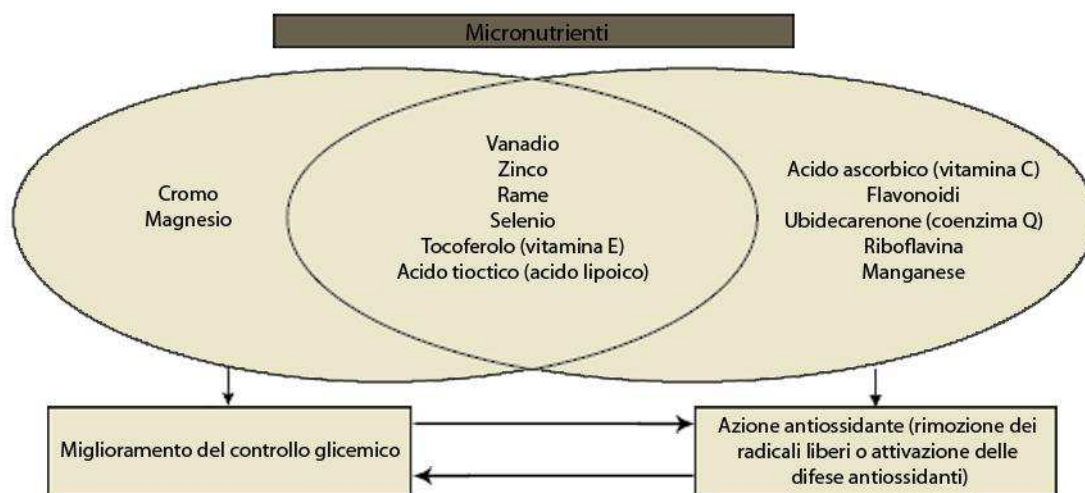 Micronutrienti
Cromo
Magnesio
Vanadio
Zinco
Rame
Selenio
Tocoferolo (vitamina E)
Acido tioctico (acido lipoico)
Acido ascorbico (vitamina C)
Flavonoidi
Ubidecarenone (coenzima Q)
Riboflavina
Manganese
Miglioramento del controllo glicemico
Azione antiossidante (rimozione dei
radicali liberi o attivazione delle
difese antiossidanti)